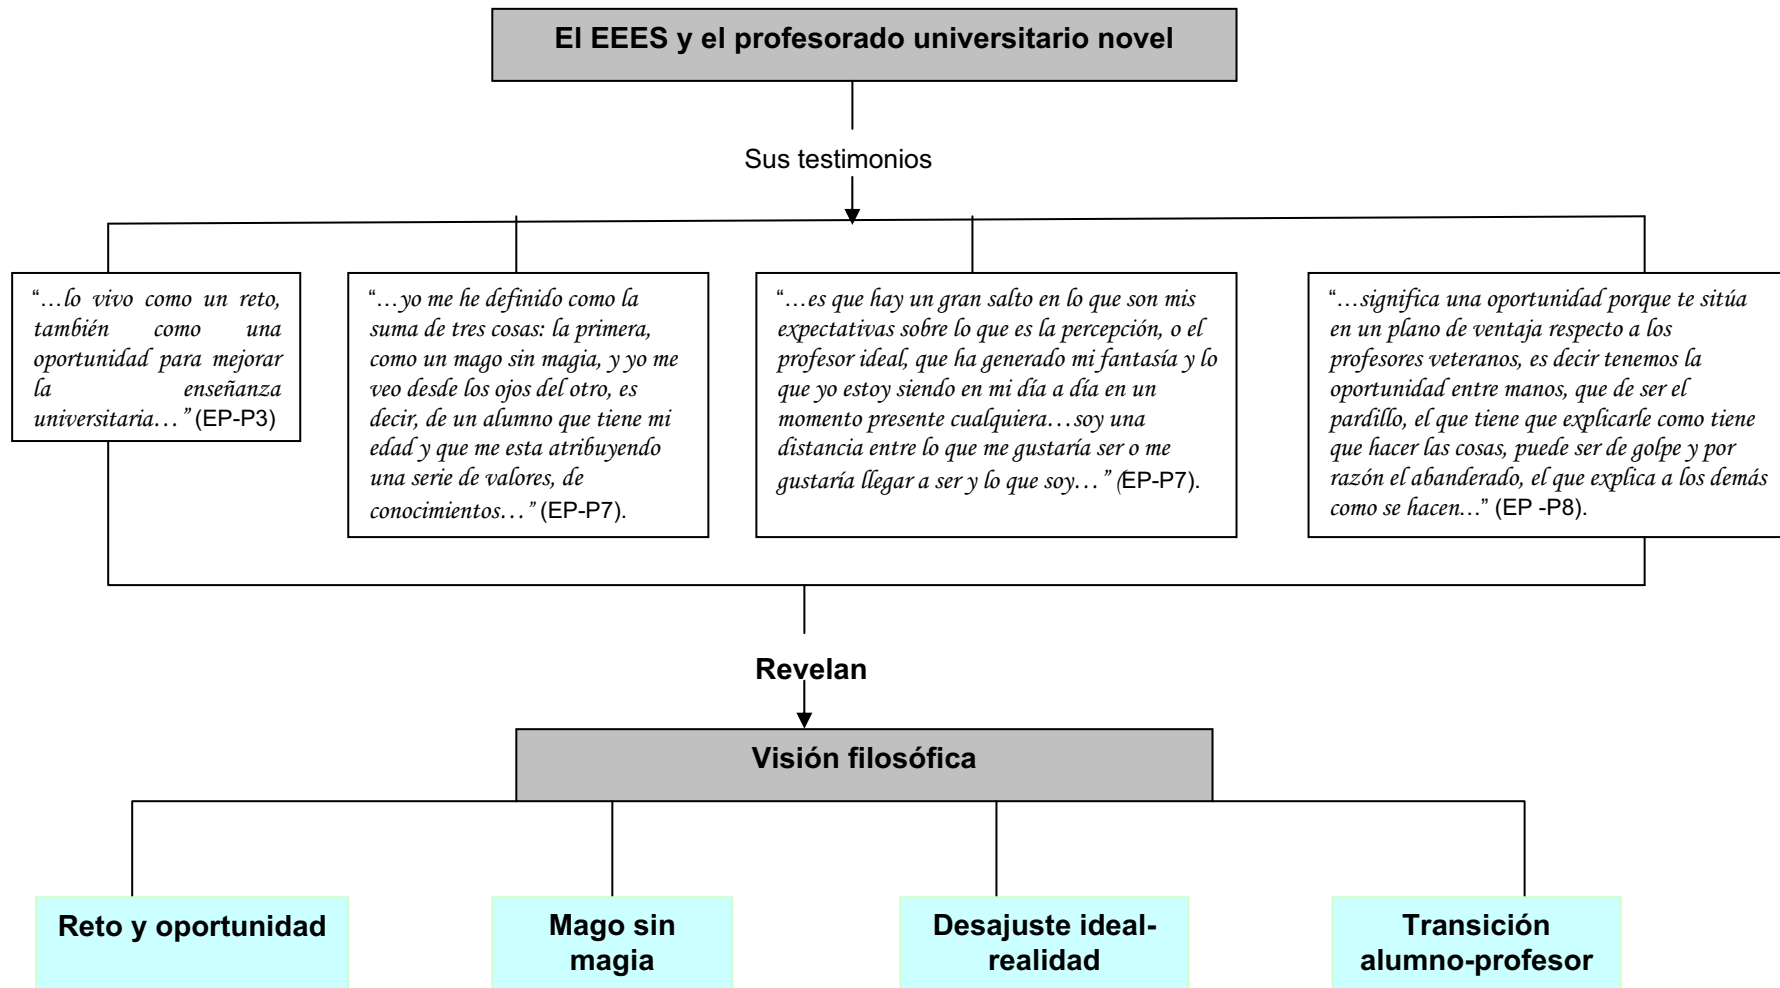 El EEES y el profesorado universitario novel
Sus testimonios
“…lo vivo como un reto,
también como una
oportunidad para mejorar
la enseñanza
universitaria…” (EP-P3)
“…yo me he definido como la
suma de tres cosas: la primera,
como un mago sin magia, y yo me
veo desde los ojos del otro, es
decir, de un alumno que tiene mi
edad y que me esta atribuyendo
una serie de valores, de
conocimientos…” (EP-P7).
“…es que hay un gran salto en lo que son mis
expectativas sobre lo que es la percepción, o el
profesor ideal, que ha generado mi fantasía y lo
que yo estoy siendo en mi día a día en un
momento presente cualquiera…soy una
distancia entre lo que me gustaría ser o me
gustaría llegar a ser y lo que soy…” (EP-P7).
“…significa una oportunidad porque te sitúa
en un plano de ventaja respecto a los
profesores veteranos, es decir tenemos la
oportunidad entre manos, que de ser el
pardillo, el que tiene que explicarle como tiene
que hacer las cosas, puede ser de golpe y por
razón el abanderado, el que explica a los demás
como se hacen…” (EP -P8).
Revelan
Visión filosófica
Reto y oportunidad
Mago sin
magia
Desajuste ideal-
realidad
Transición
alumno-profesor